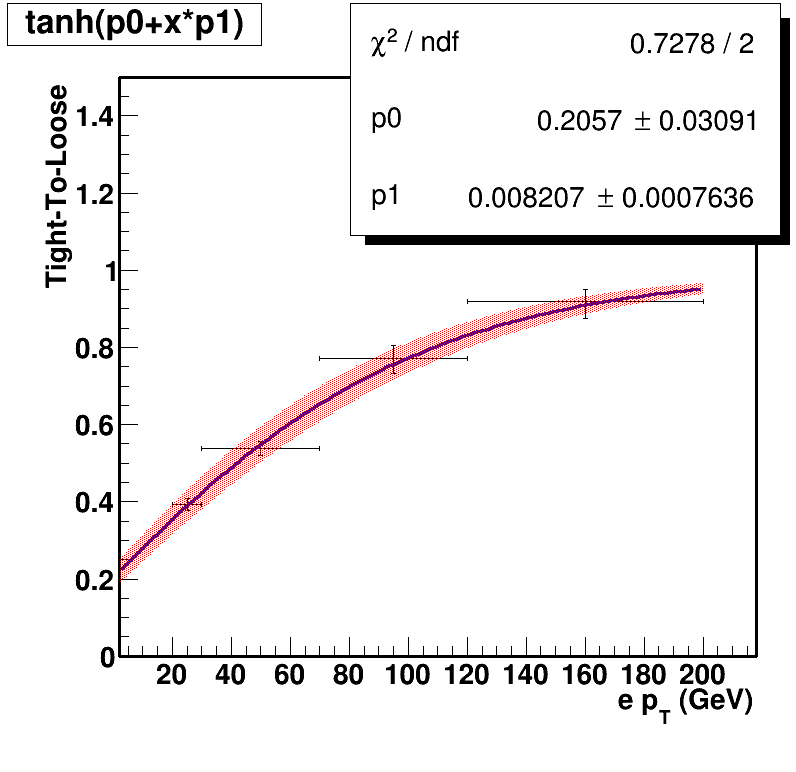 tanh(p0+x*p1)
χ² / ndf 0.7278 / 2
p0 0.2057 ± 0.03091
p1 0.008207 ± 0.0007636
Tight-To-Loose
1.4
1.2
1
0.8
0.6
0.4
0.2
0
20 40 60 80 100 120 140 160 180 200
e p_T (GeV)